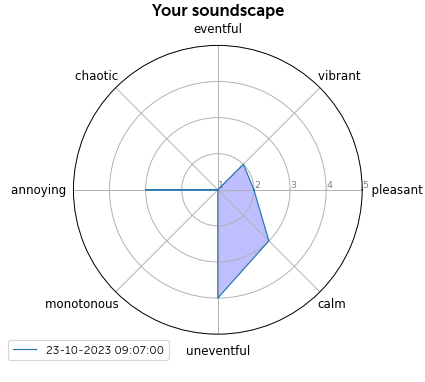 Your soundscape
eventful
chaotic
vibrant
annoying
1
2
3
4
5
pleasant
monotonous
calm
uneventful
23-10-2023 09:07:00